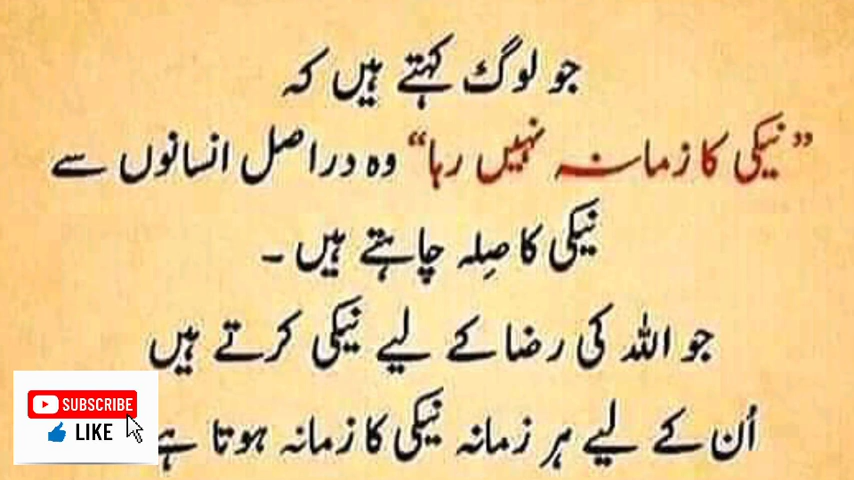 جو لوگ کہتے ہیں کہ
”نیکی کا زمانہ نہیں رہا“ وہ دراصل انسانوں سے
نیکی کا صِلہ چاہتے ہیں ۔
جو اللہ کی رضا کے لیے نیکی کرتے ہیں
اُن کے لیے ہر زمانہ نیکی کا زمانہ ہوتا ہے
SUBSCRIBE
LIKE